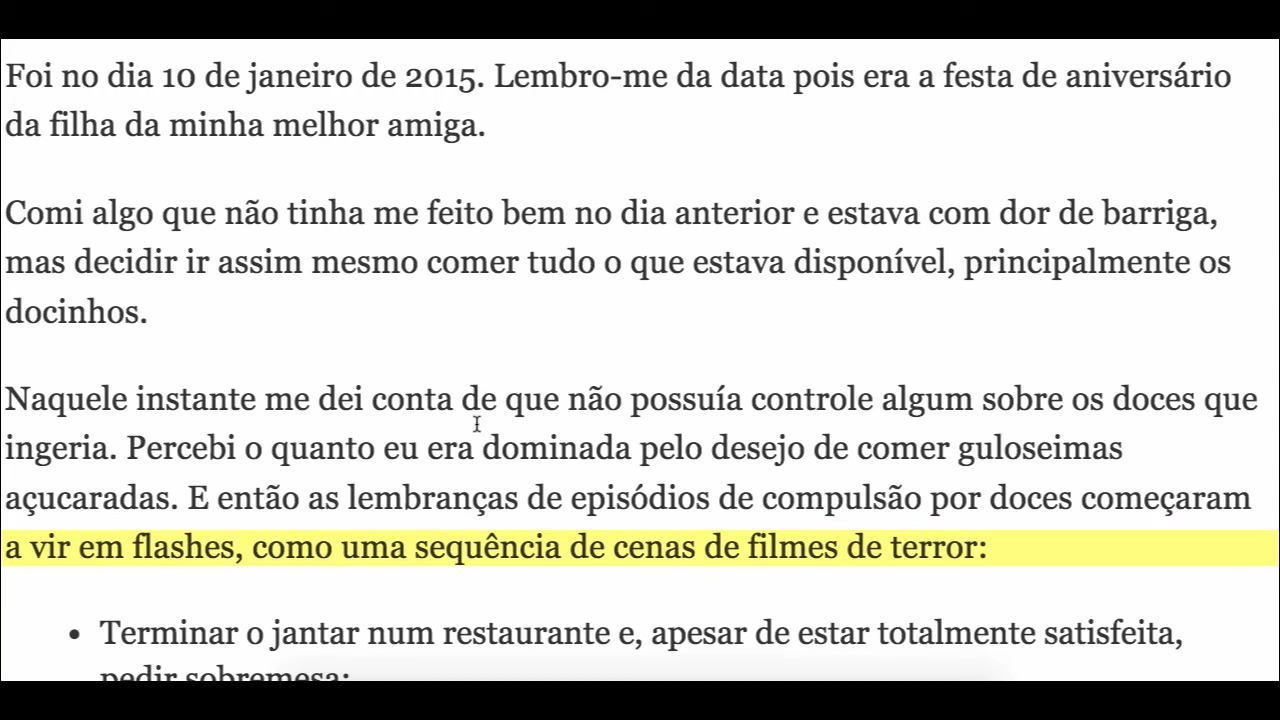 Foi no dia 10 de janeiro de 2015. Lembro-me da data pois era a festa de aniversário
da filha da minha melhor amiga.
Comi algo que não tinha me feito bem no dia anterior e estava com dor de barriga,
mas decidir ir assim mesmo comer tudo o que estava disponível, principalmente os
docinhos.
Naquele instante me dei conta de que não possuía controle algum sobre os doces que
ingeria. Percebi o quanto eu era dominada pelo desejo de comer guloseimas
açucaradas. E então as lembranças de episódios de compulsão por doces começaram
a vir em flashes, como uma sequência de cenas de filmes de terror:
• Terminar o jantar num restaurante e, apesar de estar totalmente satisfeita,
pedir sobremesa;